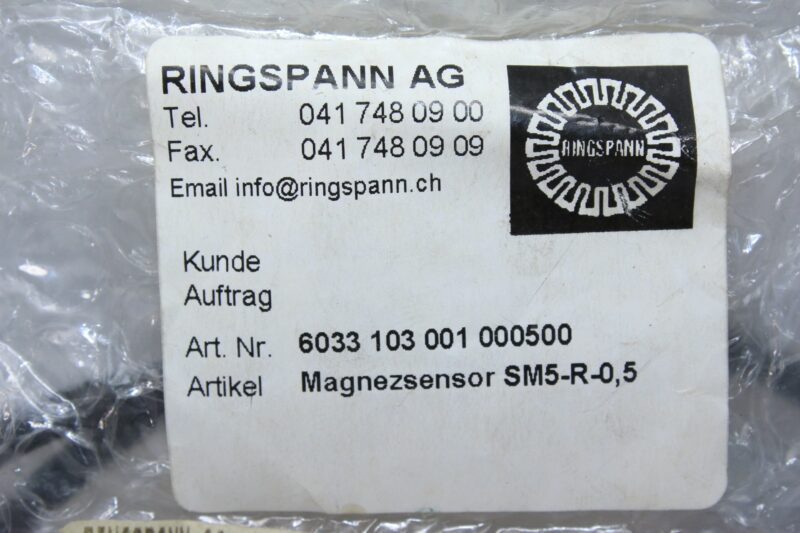 RINGSPANN AG
Tel. 041 748 09 00
Fax. 041 748 09 09
Email info@ringspann.ch
RINGSPANN
Kunde
Auftrag
Art. Nr. 6033 103 001 000500
Artikel Magnezsensor SM5-R-0,5